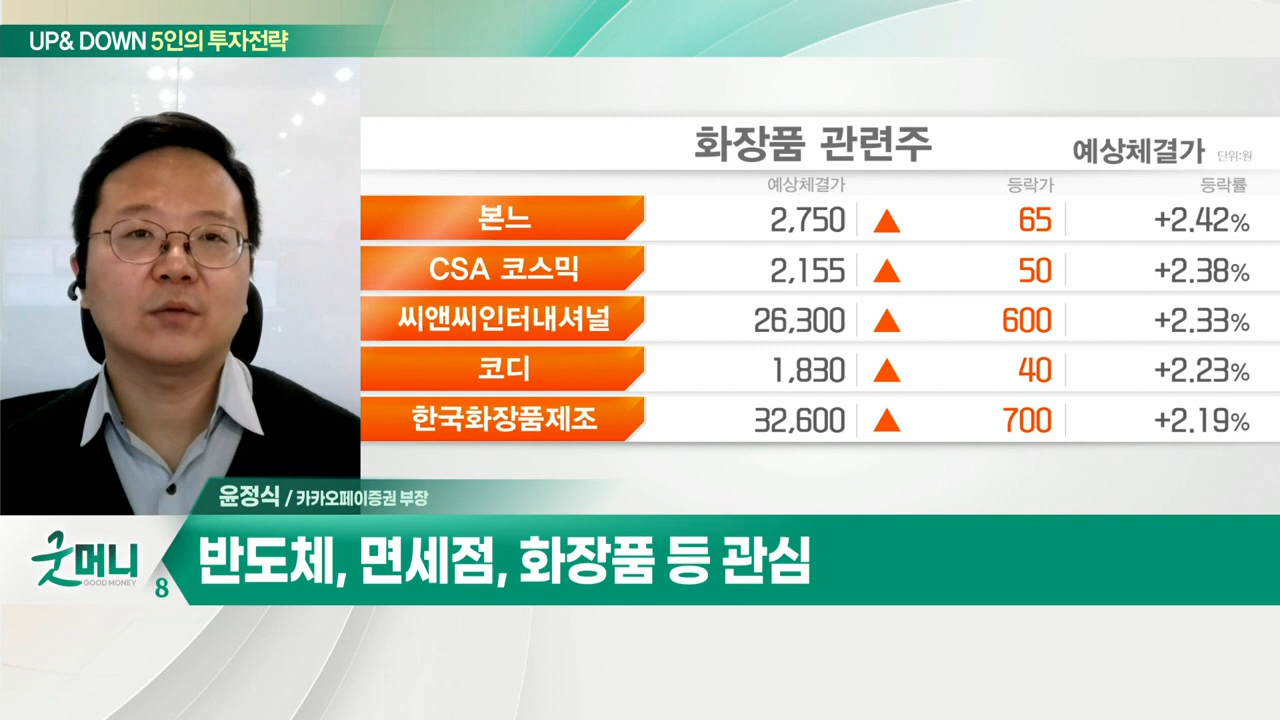 UP& DOWN 5인의 투자전략
화장품 관련주
예상체결가 단위:원
예상체결가 등락가 등락률
본느 2,750 ▲ 65 +2.42%
CSA 코스믹 2,155 ▲ 50 +2.38%
씨앤씨인터내셔널 26,300 ▲ 600 +2.33%
코디 1,830 ▲ 40 +2.23%
한국화장품제조 32,600 ▲ 700 +2.19%
윤정식 / 카카오페이증권 부장
굿머니
GOOD MONEY
8
반도체, 면세점, 화장품 등 관심